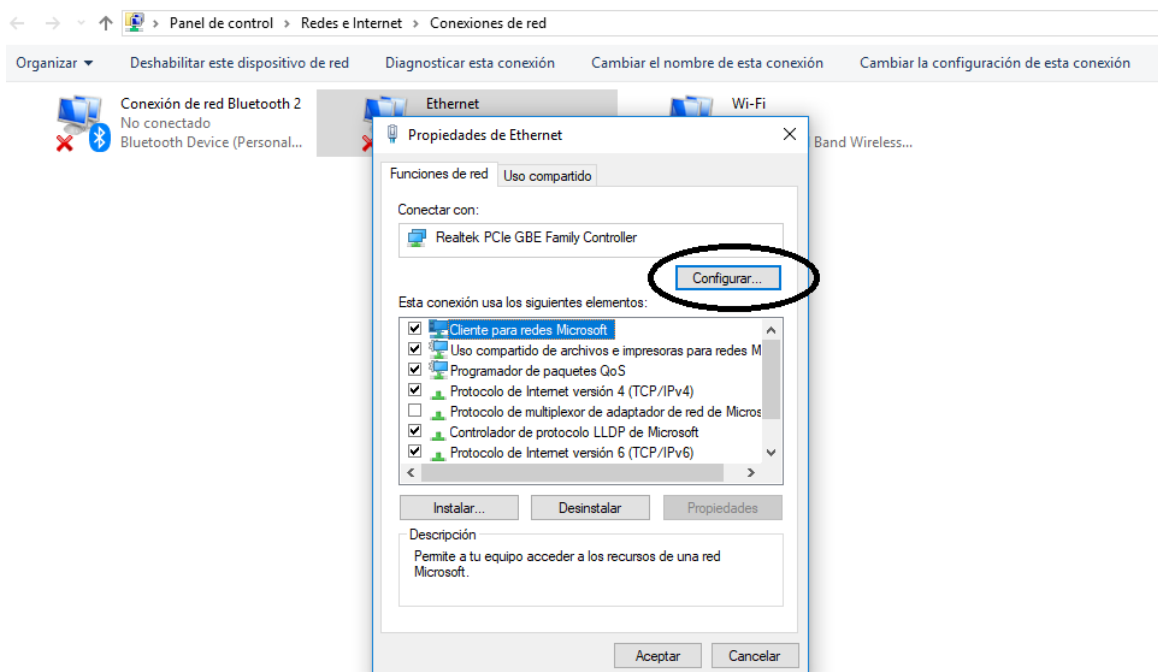 Panel de control > Redes e Internet > Conexiones de red
Organizar Deshabilitar este dispositivo de red Diagnosticar esta conexión Cambiar el nombre de esta conexión Cambiar la configuración de esta conexión
Conexión de red Bluetooth 2
No conectado
Bluetooth Device (Personal...
Ethernet
Wi-Fi
Band Wireless...
Propiedades de Ethernet
Funciones de red Uso compartido
Conectar con:
Realtek PCIe GBE Family Controller
Configurar...
Esta conexión usa los siguientes elementos:
Cliente para redes Microsoft
Uso compartido de archivos e impresoras para redes M
Programador de paquetes QoS
Protocolo de Internet versión 4 (TCP/IPv4)
Protocolo de multiplexor de adaptador de red de Micros
Controlador de protocolo LLDP de Microsoft
Protocolo de Internet versión 6 (TCP/IPv6)
Instalar... Desinstalar Propiedades
Descripción
Permite a tu equipo acceder a los recursos de una red
Microsoft.
Aceptar Cancelar